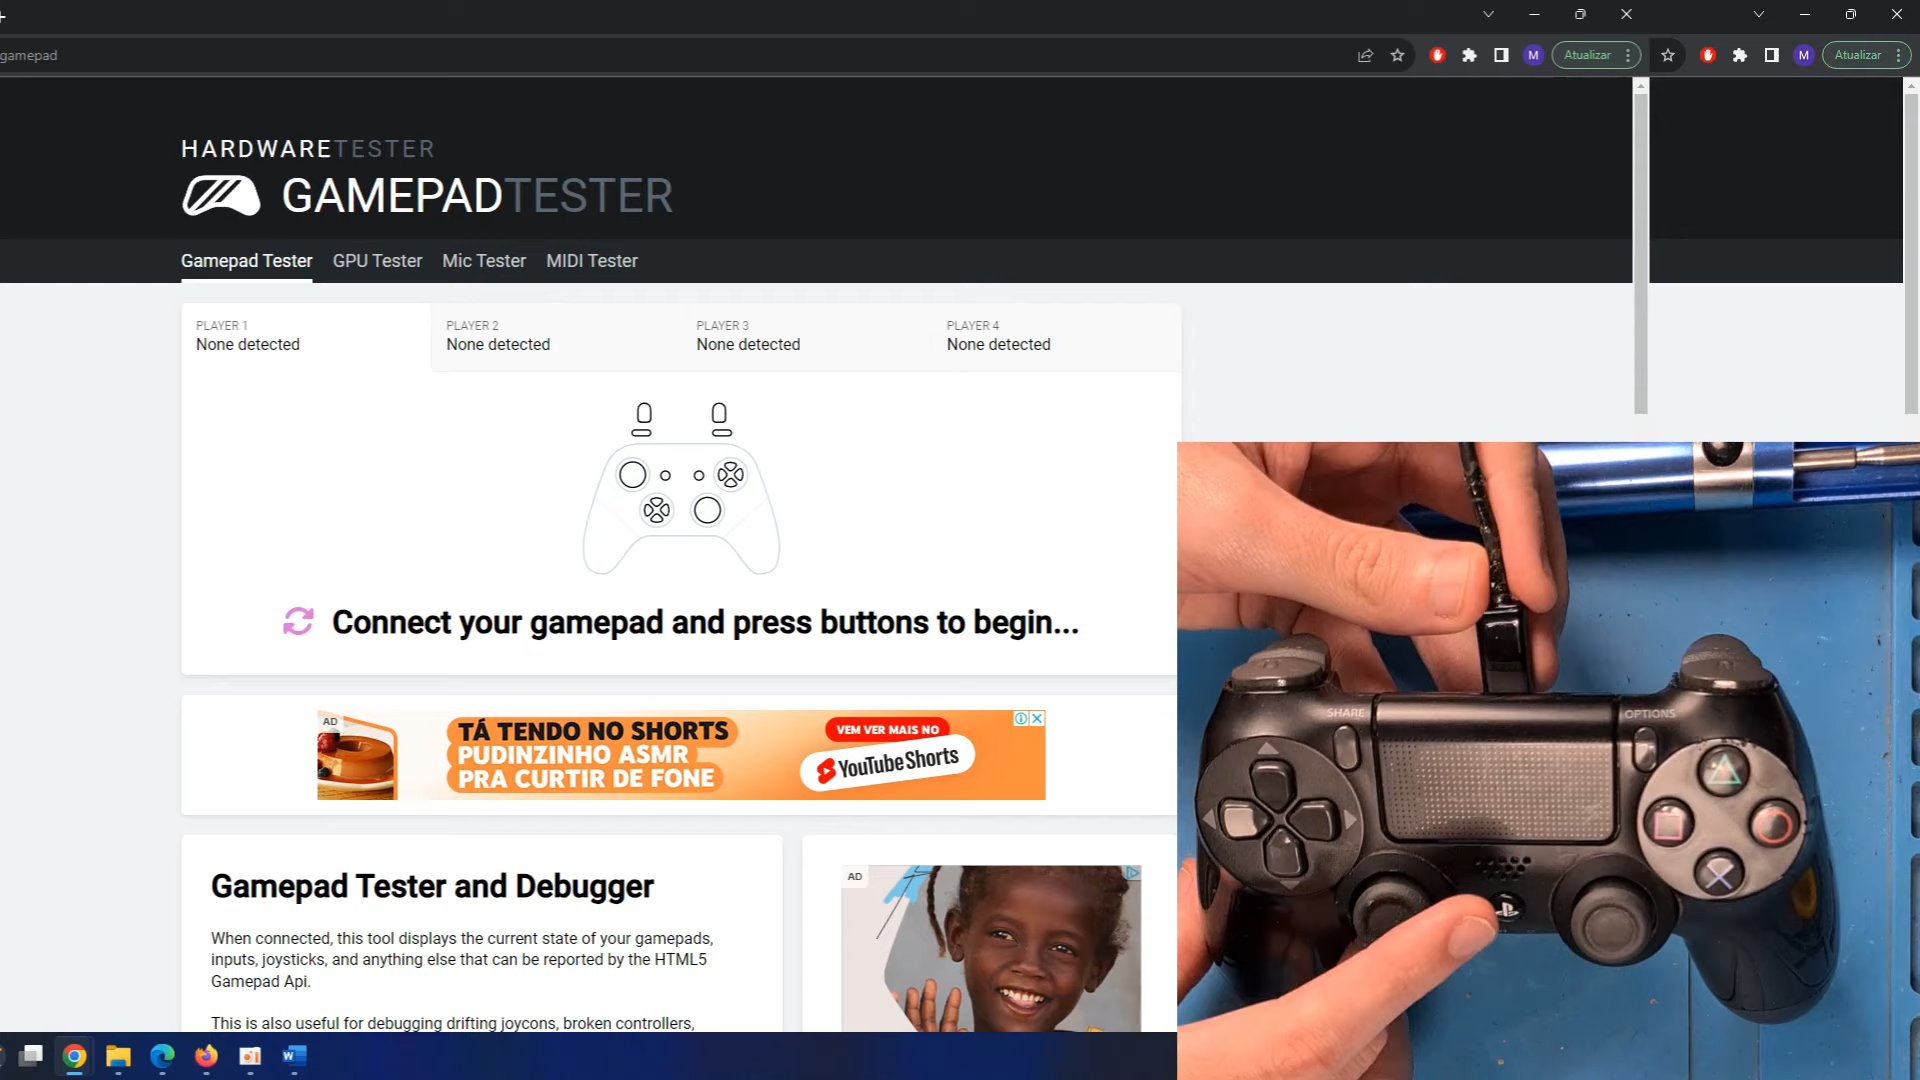 gamepad
M
Atualizar
M
Atualizar
HARDWARETESTER
GAMEPADTESTER
Gamepad Tester GPU Tester Mic Tester MIDI Tester
PLAYER 1
None detected
PLAYER 2
None detected
PLAYER 3
None detected
PLAYER 4
None detected
Connect your gamepad and press buttons to begin...
AD
TÁ TENDO NO SHORTS
PUDINZINHO ASMR
PRA CURTIR DE FONE
VEM VER MAIS NO
YouTube Shorts
Gamepad Tester and Debugger
When connected, this tool displays the current state of your gamepads,
inputs, joysticks, and anything else that can be reported by the HTML5
Gamepad Api.
This is also useful for debugging drifting joycons, broken controllers,
AD
SHARE
OPTIONS